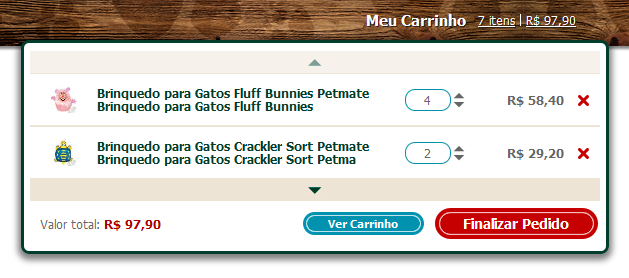 Meu Carrinho 7 itens | R$ 97,90
Brinquedo para Gatos Fluff Bunnies Petmate
Brinquedo para Gatos Fluff Bunnies
4
R$ 58,40
Brinquedo para Gatos Crackler Sort Petmate
Brinquedo para Gatos Crackler Sort Petma
2
R$ 29,20
Valor total: R$ 97,90
Ver Carrinho
Finalizar Pedido